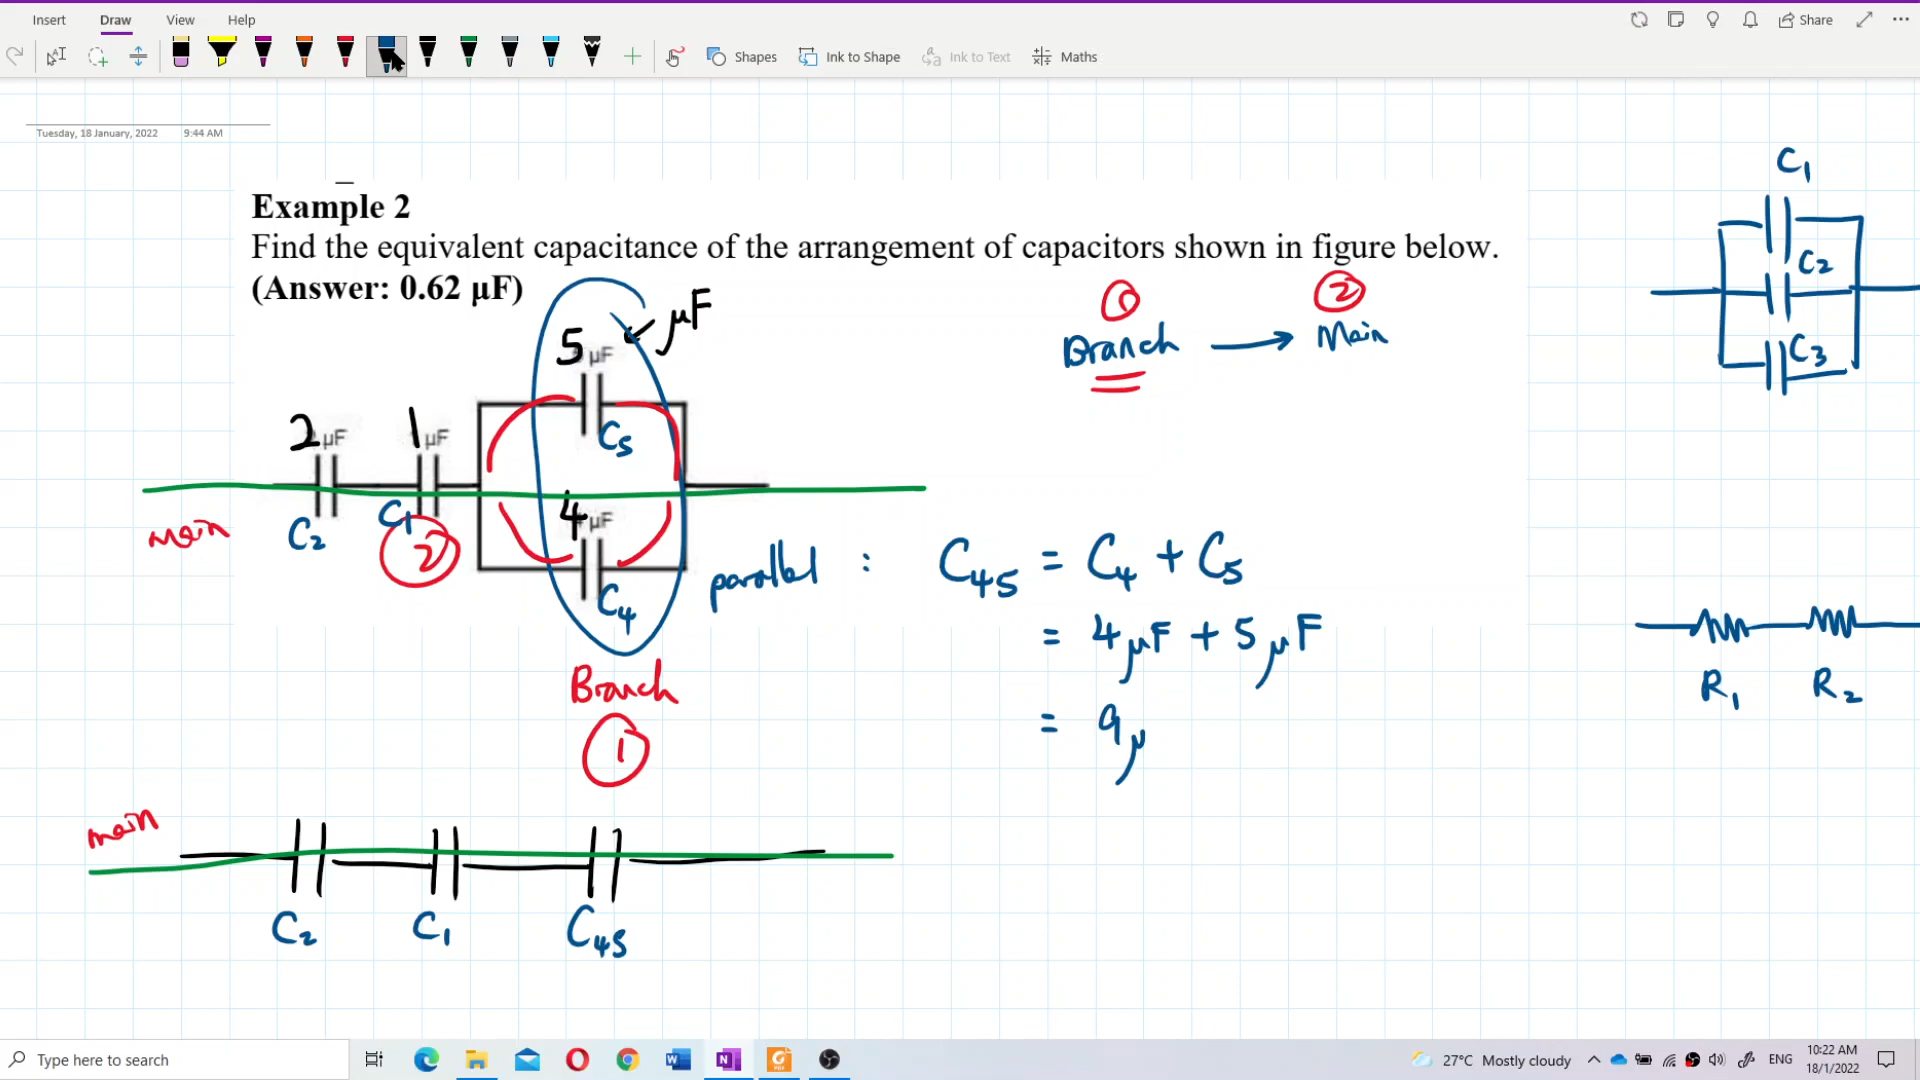 Insert Draw View Help
Share
Shapes Ink to Shape Ink to Text Maths
Tuesday, 18 January, 2022 9:44 AM
Example 2
Find the equivalent capacitance of the arrangement of capacitors shown in figure below.
(Answer: 0.62 µF)
µF
5 µF
2 µF
1 µF
C5
4 µF
C4
C2
C1
2
main
Branch
1
1
2
Branch → Main
parallel : C45 = C4 + C5
= 4µF + 5µF
= 9µ
main
C2
C1
C45
C1
C2
C3
R1
R2
Type here to search
27°C Mostly cloudy
ENG
10:22 AM
18/1/2022